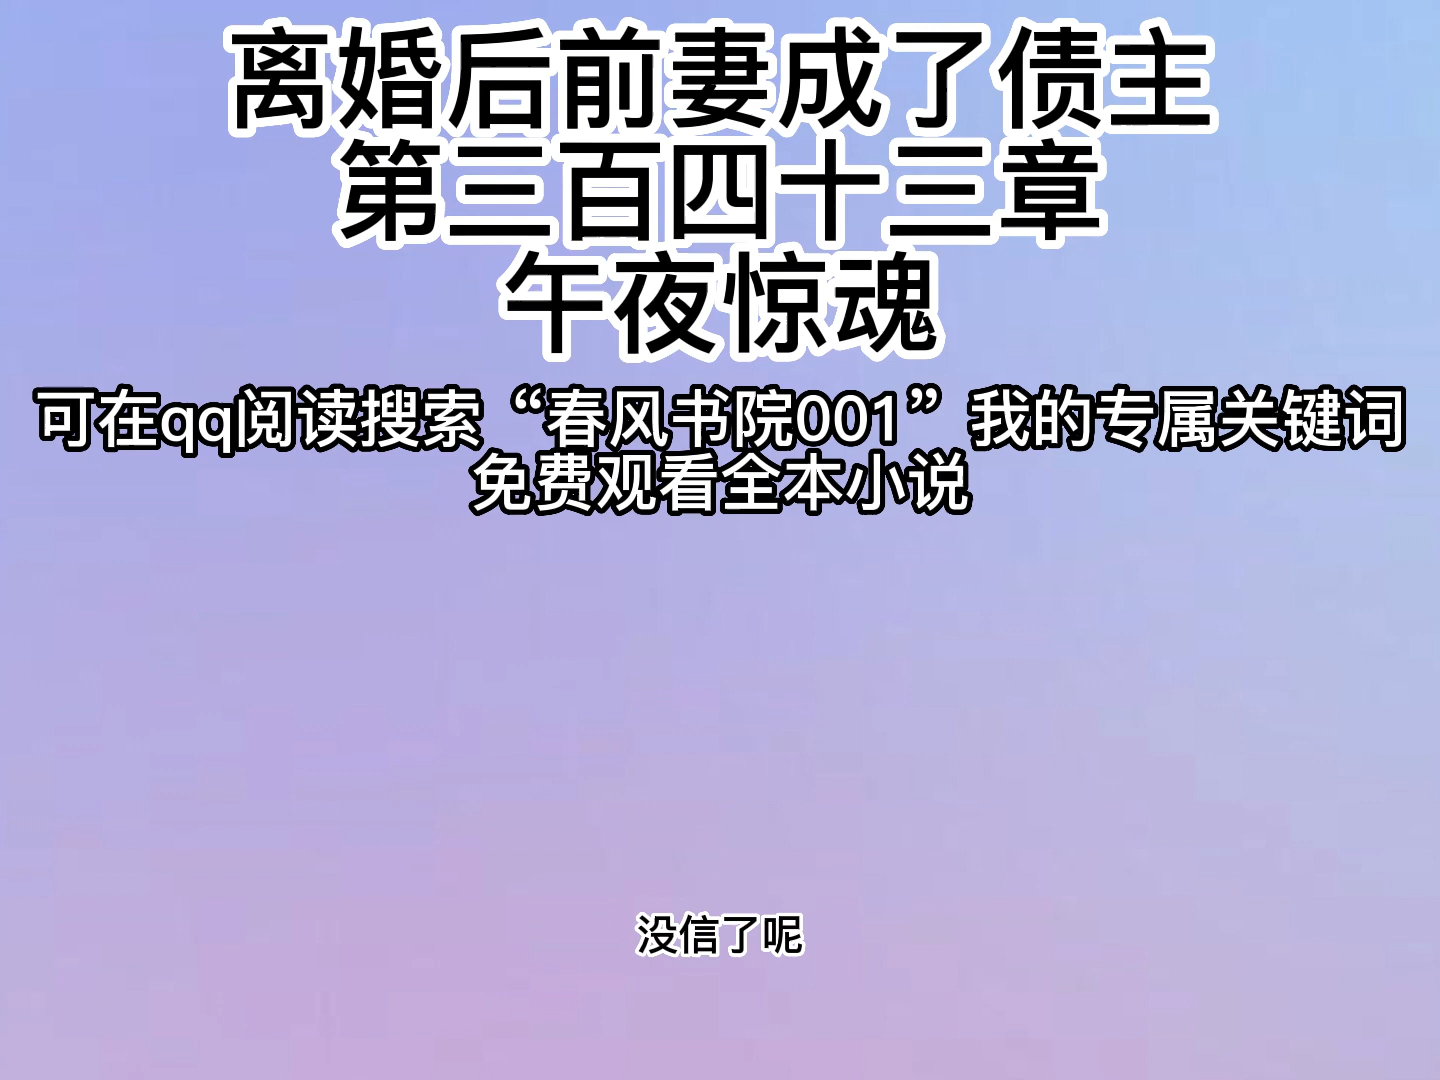 离婚后前妻成了债主
第三百四十三章
午夜惊魂
可在qq阅读搜索“春风书院001”我的专属关键词
免费观看全本小说
没信了呢